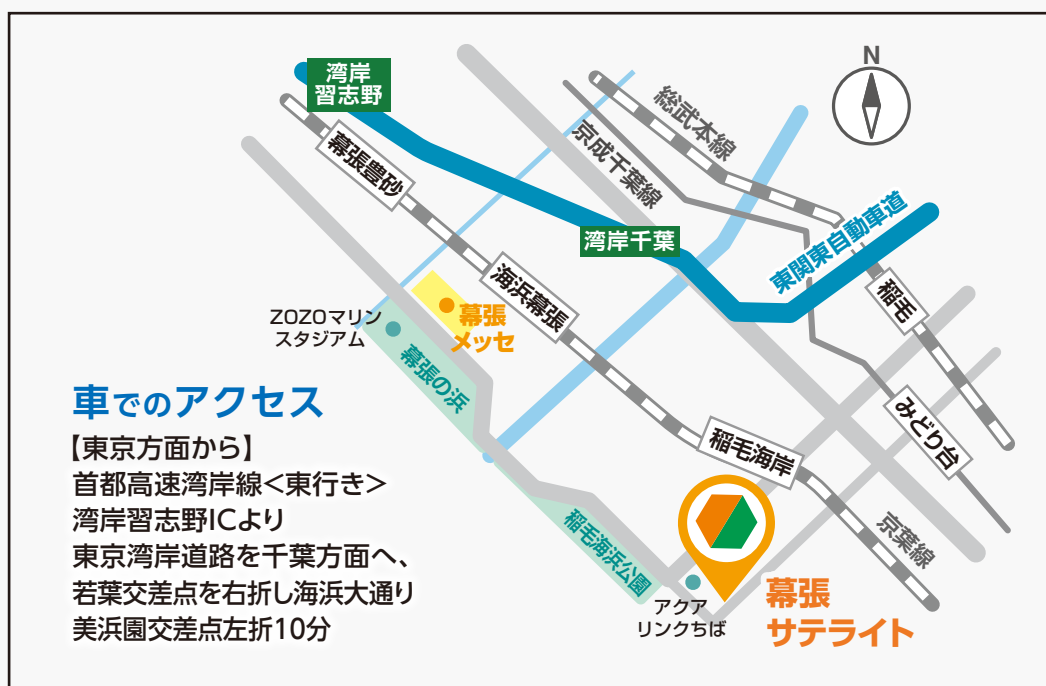 N
湾岸
習志野
総武本線
京成千葉線
幕張豊砂
東関東自動車道
湾岸千葉
海浜幕張
稲毛
ZOZOマリン
スタジアム
幕張
メッセ
幕張の浜
みどり台
稲毛海岸
京葉線
稲毛海浜公園
アクア
リンクちば
幕張
サテライト
車でのアクセス
【東京方面から】
首都高速湾岸線<東行き>
湾岸習志野ICより
東京湾岸道路を千葉方面へ、
若葉交差点を右折し海浜大通り
美浜園交差点左折10分